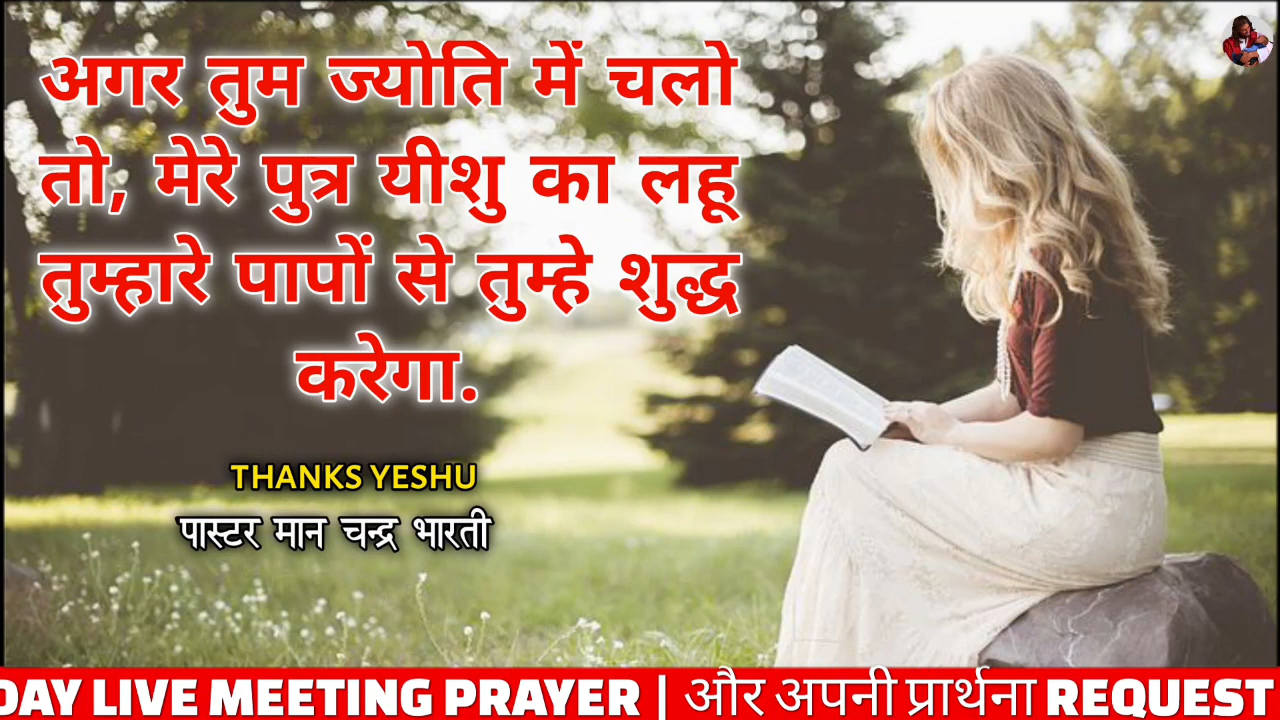 अगर तुम ज्योति में चलो
तो, मेरे पुत्र यीशु का लहू
तुम्हारे पापों से तुम्हे शुद्ध
करेगा.
THANKS YESHU
पास्टर मान चन्द्र भारती
DAY LIVE MEETING PRAYER | और अपनी प्रार्थना REQUEST